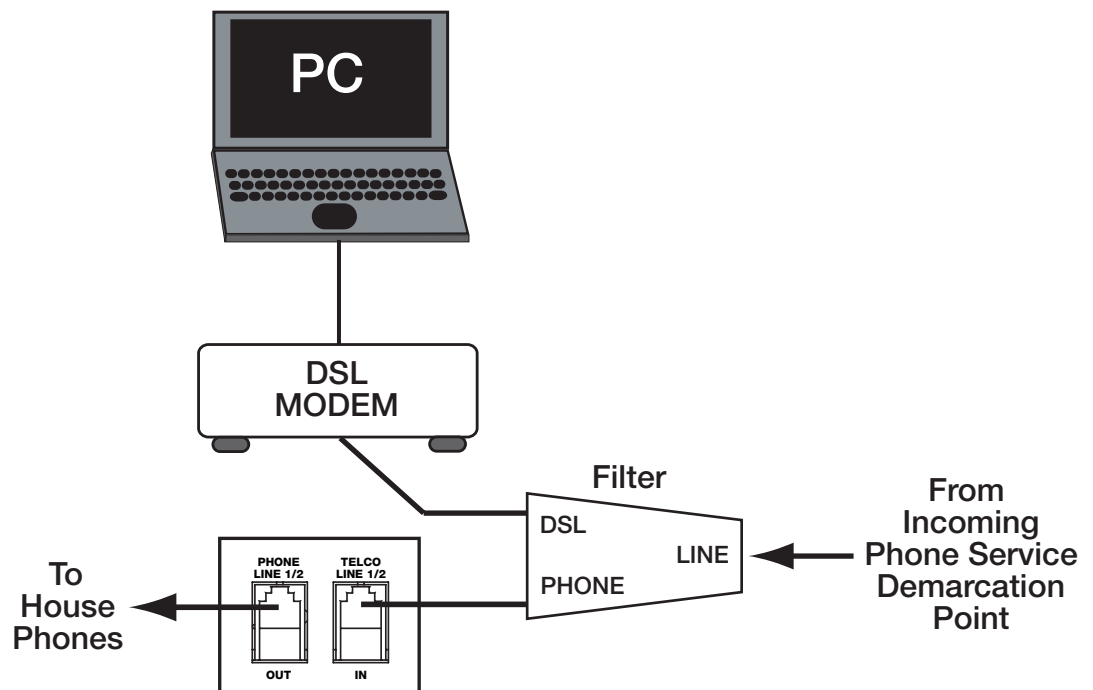 PC
DSL
MODEM
Filter
DSL
LINE
PHONE
From
Incoming
Phone Service
Demarcation
Point
To
House
Phones
PHONE
LINE 1/2
TELCO
LINE 1/2
OUT
IN